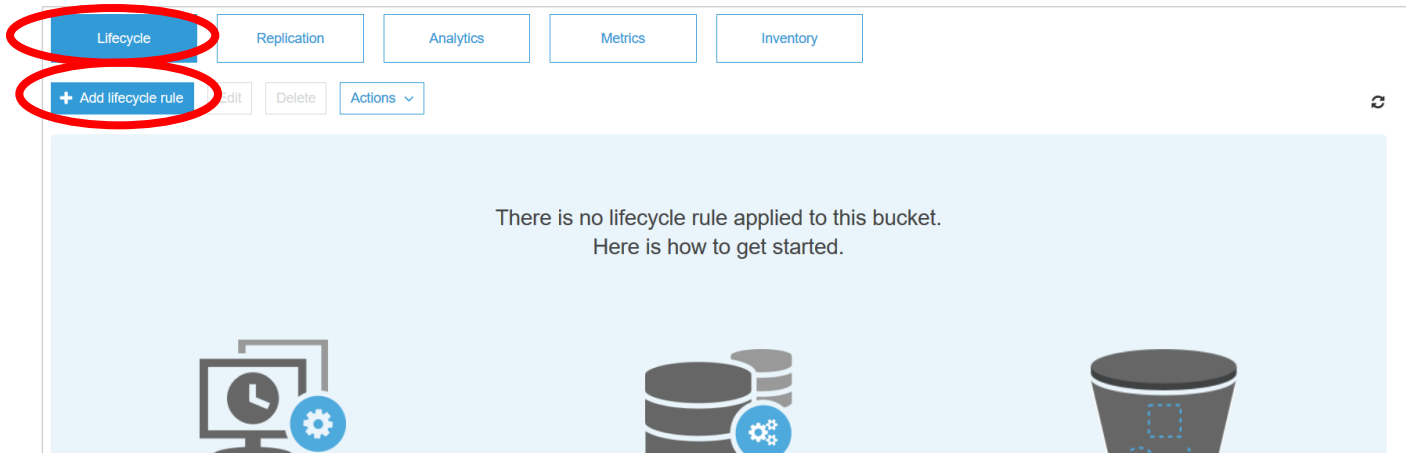 Lifecycle Replication Analytics Metrics Inventory
Add lifecycle rule Edit Delete Actions
There is no lifecycle rule applied to this bucket.
Here is how to get started.